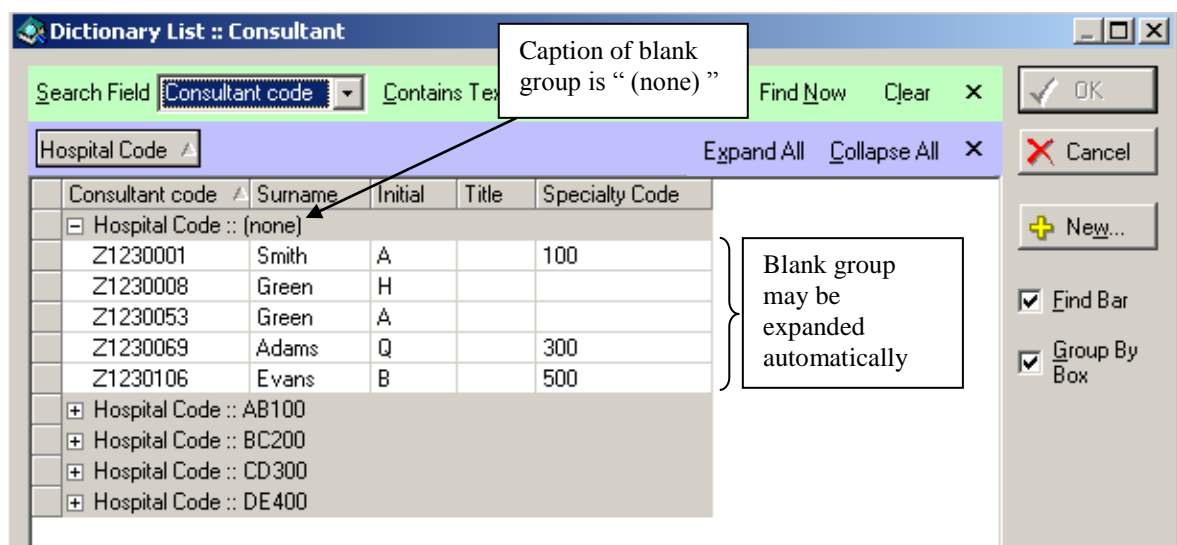 Dictionary List :: Consultant
Caption of blank
group is “ (none) ”
Search Field Consultant code Contains Find Now Clear
OK
Hospital Code Expand All Collapse All
Cancel
Consultant code Surname Initial Title Specialty Code
Hospital Code :: (none)
New...
Z1230001 Smith A 100
Z1230008 Green H
Z1230053 Green A
Z1230069 Adams Q 300
Z1230106 Evans B 500
Blank group
may be
expanded
automatically
Find Bar
Group By
Box
Hospital Code :: AB100
Hospital Code :: BC200
Hospital Code :: CD300
Hospital Code :: DE400